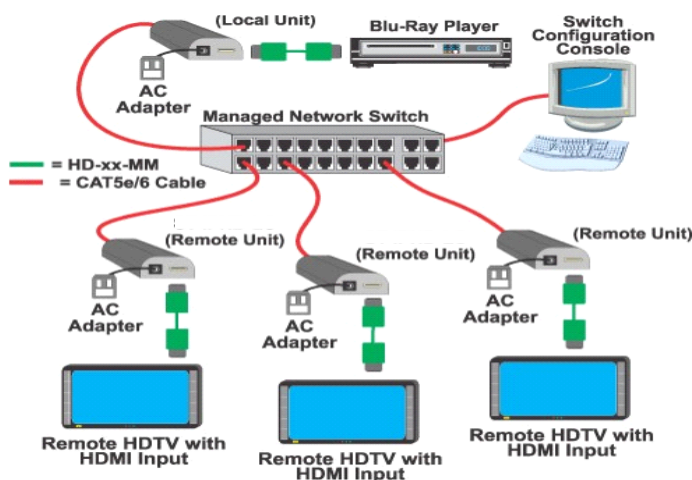 (Local Unit)
Blu-Ray Player
Switch
Configuration
Console
AC
Adapter
Managed Network Switch
= HD-xx-MM
= CAT5e/6 Cable
(Remote Unit)
(Remote Unit)
(Remote Unit)
AC
Adapter
AC
Adapter
AC
Adapter
Remote HDTV with
HDMI Input
Remote HDTV with
HDMI Input
Remote HDTV with
HDMI Input